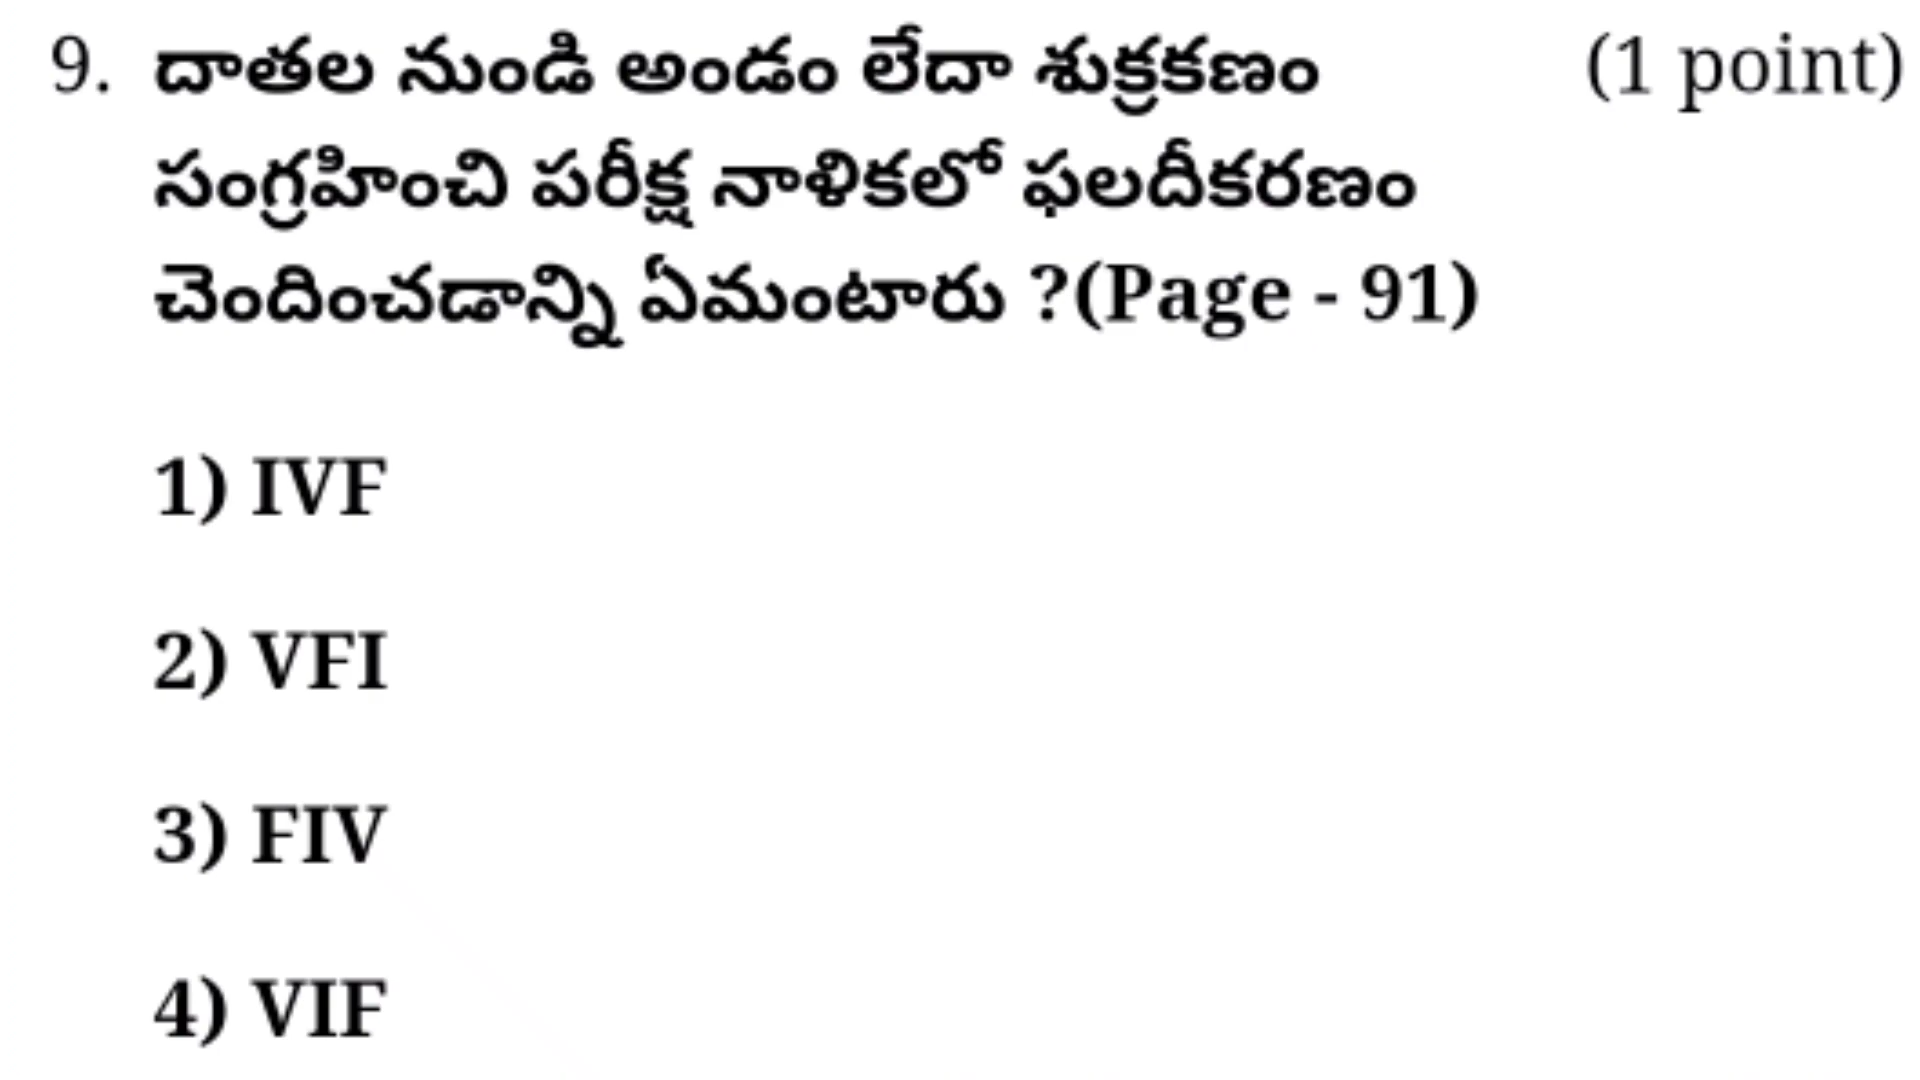 9. దాతల నుండి అండం లేదా శుక్రకణం (1 point)
సంగ్రహించి పరీక్ష నాళికలో ఫలదీకరణం
చెందించడాన్ని ఏమంటారు ?(Page - 91)
1) IVF
2) VFI
3) FIV
4) VIF